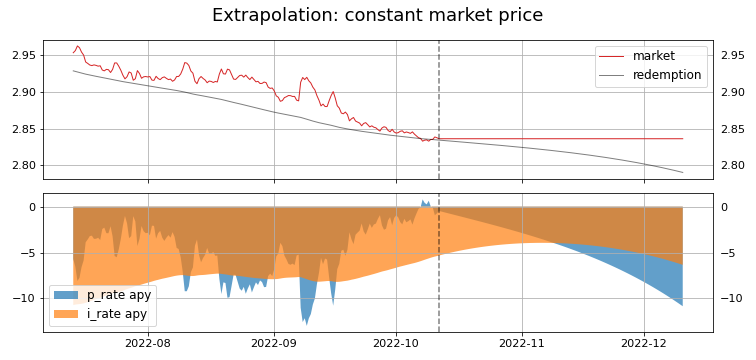 Extrapolation: constant market price
2.95 2.95
2.90 2.90
2.85 2.85
2.80 2.80
market
redemption
0 0
−5 −5
−10 −10
p_rate apy
i_rate apy
2022-08 2022-09 2022-10 2022-11 2022-12